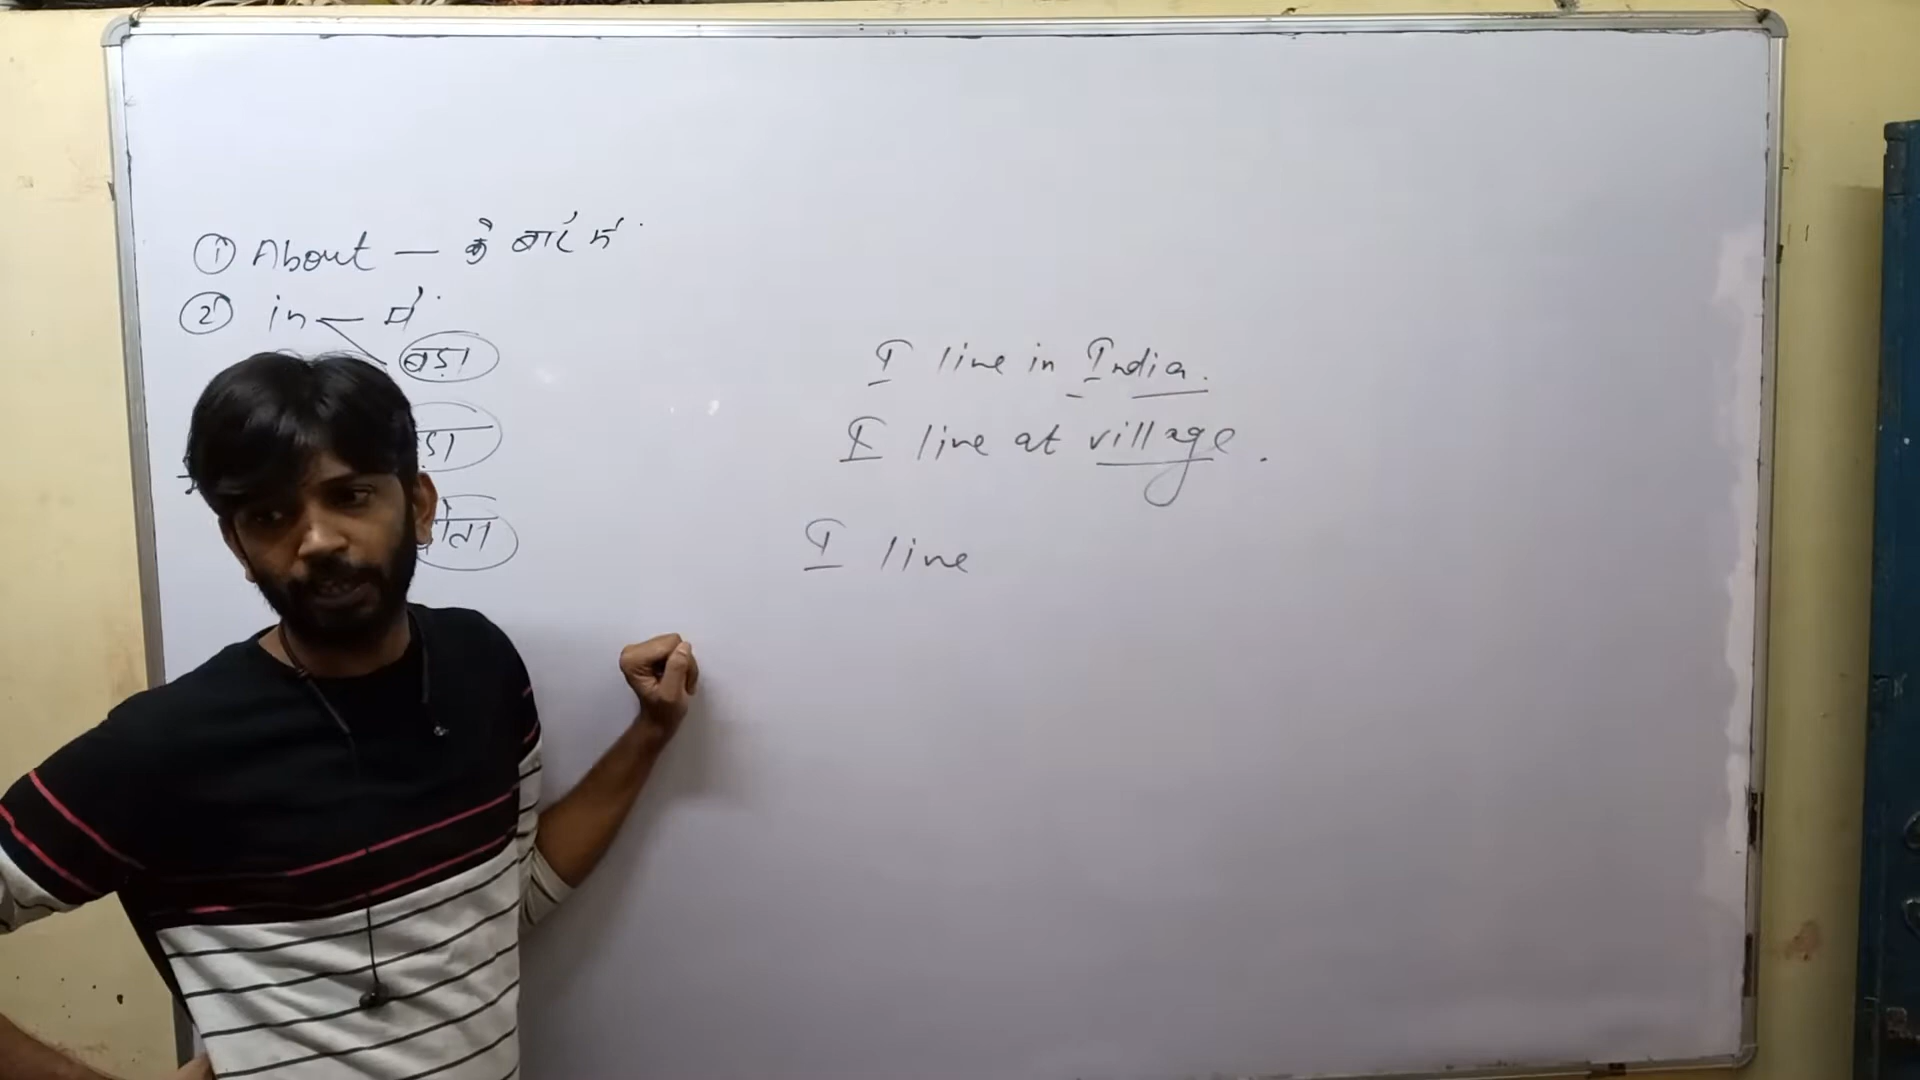 ① About — के बारे में
② in — में
बड़ा
ड़ा
I live in India.
I live at village.
I live